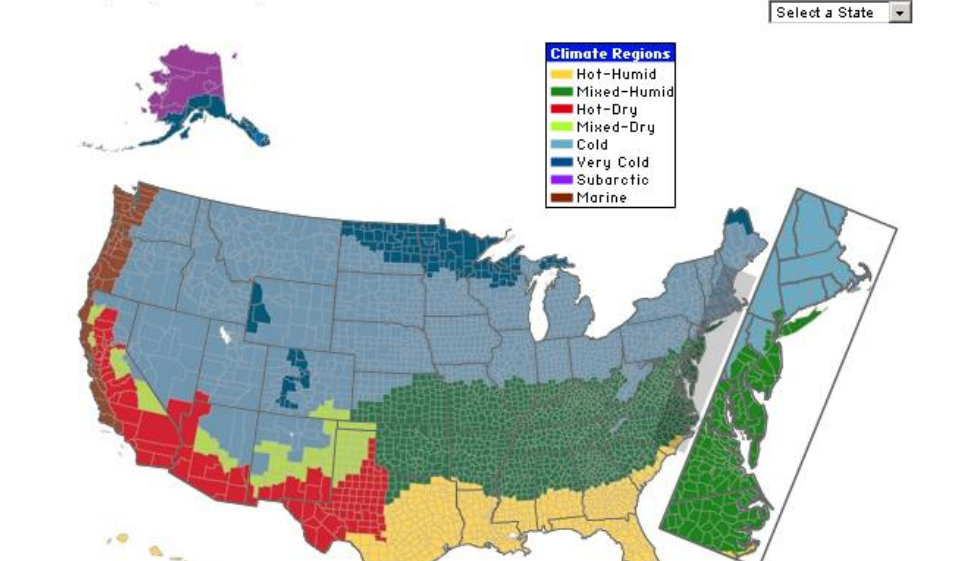 Select a State
Climate Regions
Hot-Humid
Mixed-Humid
Hot-Dry
Mixed-Dry
Cold
Very Cold
Subarctic
Marine